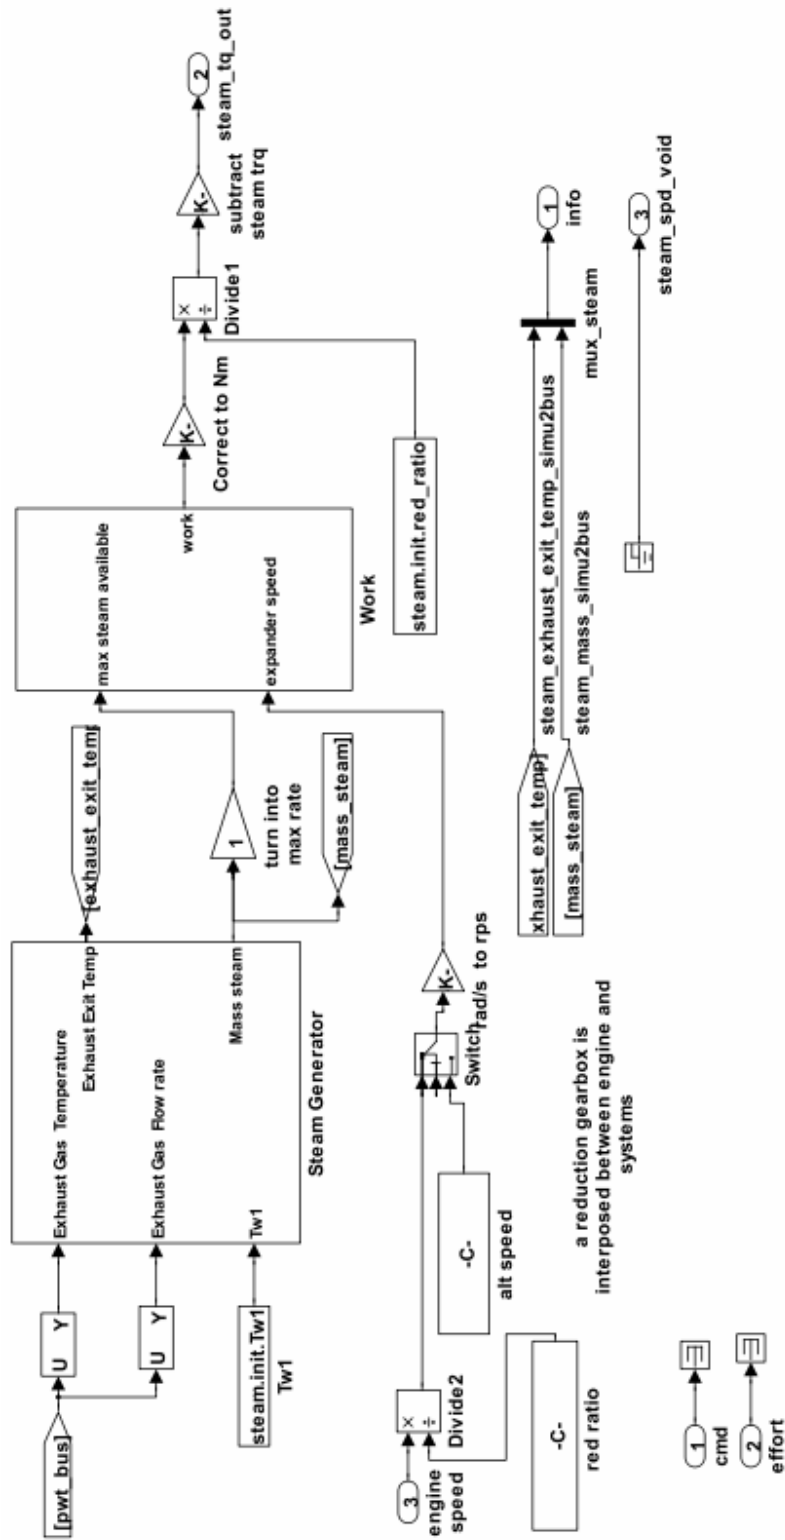 [pwt_bus]
U Y
U Y
steam.init.Tw1
Tw1
Exhaust Gas Temperature
Exhaust Exit Temp
Exhaust Gas Flow rate
Mass steam
Tw1
Steam Generator
[exhaust_exit_temp
1
turn into
max rate
[mass_steam]
max steam available
work
expander speed
Work
K-
Correct to Nm
steam.init.red_ratio
×
÷
Divide1
K-
subtract
steam trq
2
steam_tq_out
3
engine
speed
×
÷
Divide2
-C-
red ratio
-C-
alt speed
Switch
K-
rad/s to rps
a reduction gearbox is
interposed between engine and
systems
xhaust_exit_temp]
[mass_steam]
steam_exhaust_exit_temp_simu2bus
steam_mass_simu2bus
mux_steam
1
info
3
steam_spd_void
1
cmd
2
effort